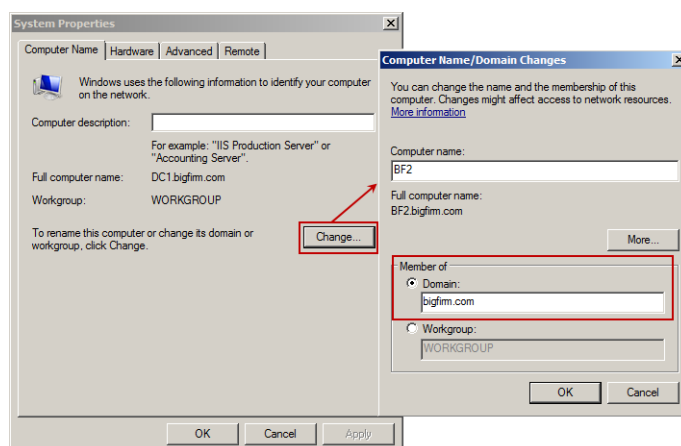 System Properties
Computer Name
Hardware
Advanced
Remote
Windows uses the following information to identify your computer
on the network.
Computer description:
For example: "IIS Production Server" or
"Accounting Server".
Full computer name:
DC1.bigfirm.com
Workgroup:
WORKGROUP
To rename this computer or change its domain or
workgroup, click Change.
Change...
OK
Cancel
Apply
Computer Name/Domain Changes
You can change the name and the membership of this
computer. Changes might affect access to network resources.
More information
Computer name:
BF2
Full computer name:
BF2.bigfirm.com
More...
Member of
Domain:
bigfirm.com
Workgroup:
WORKGROUP
OK
Cancel